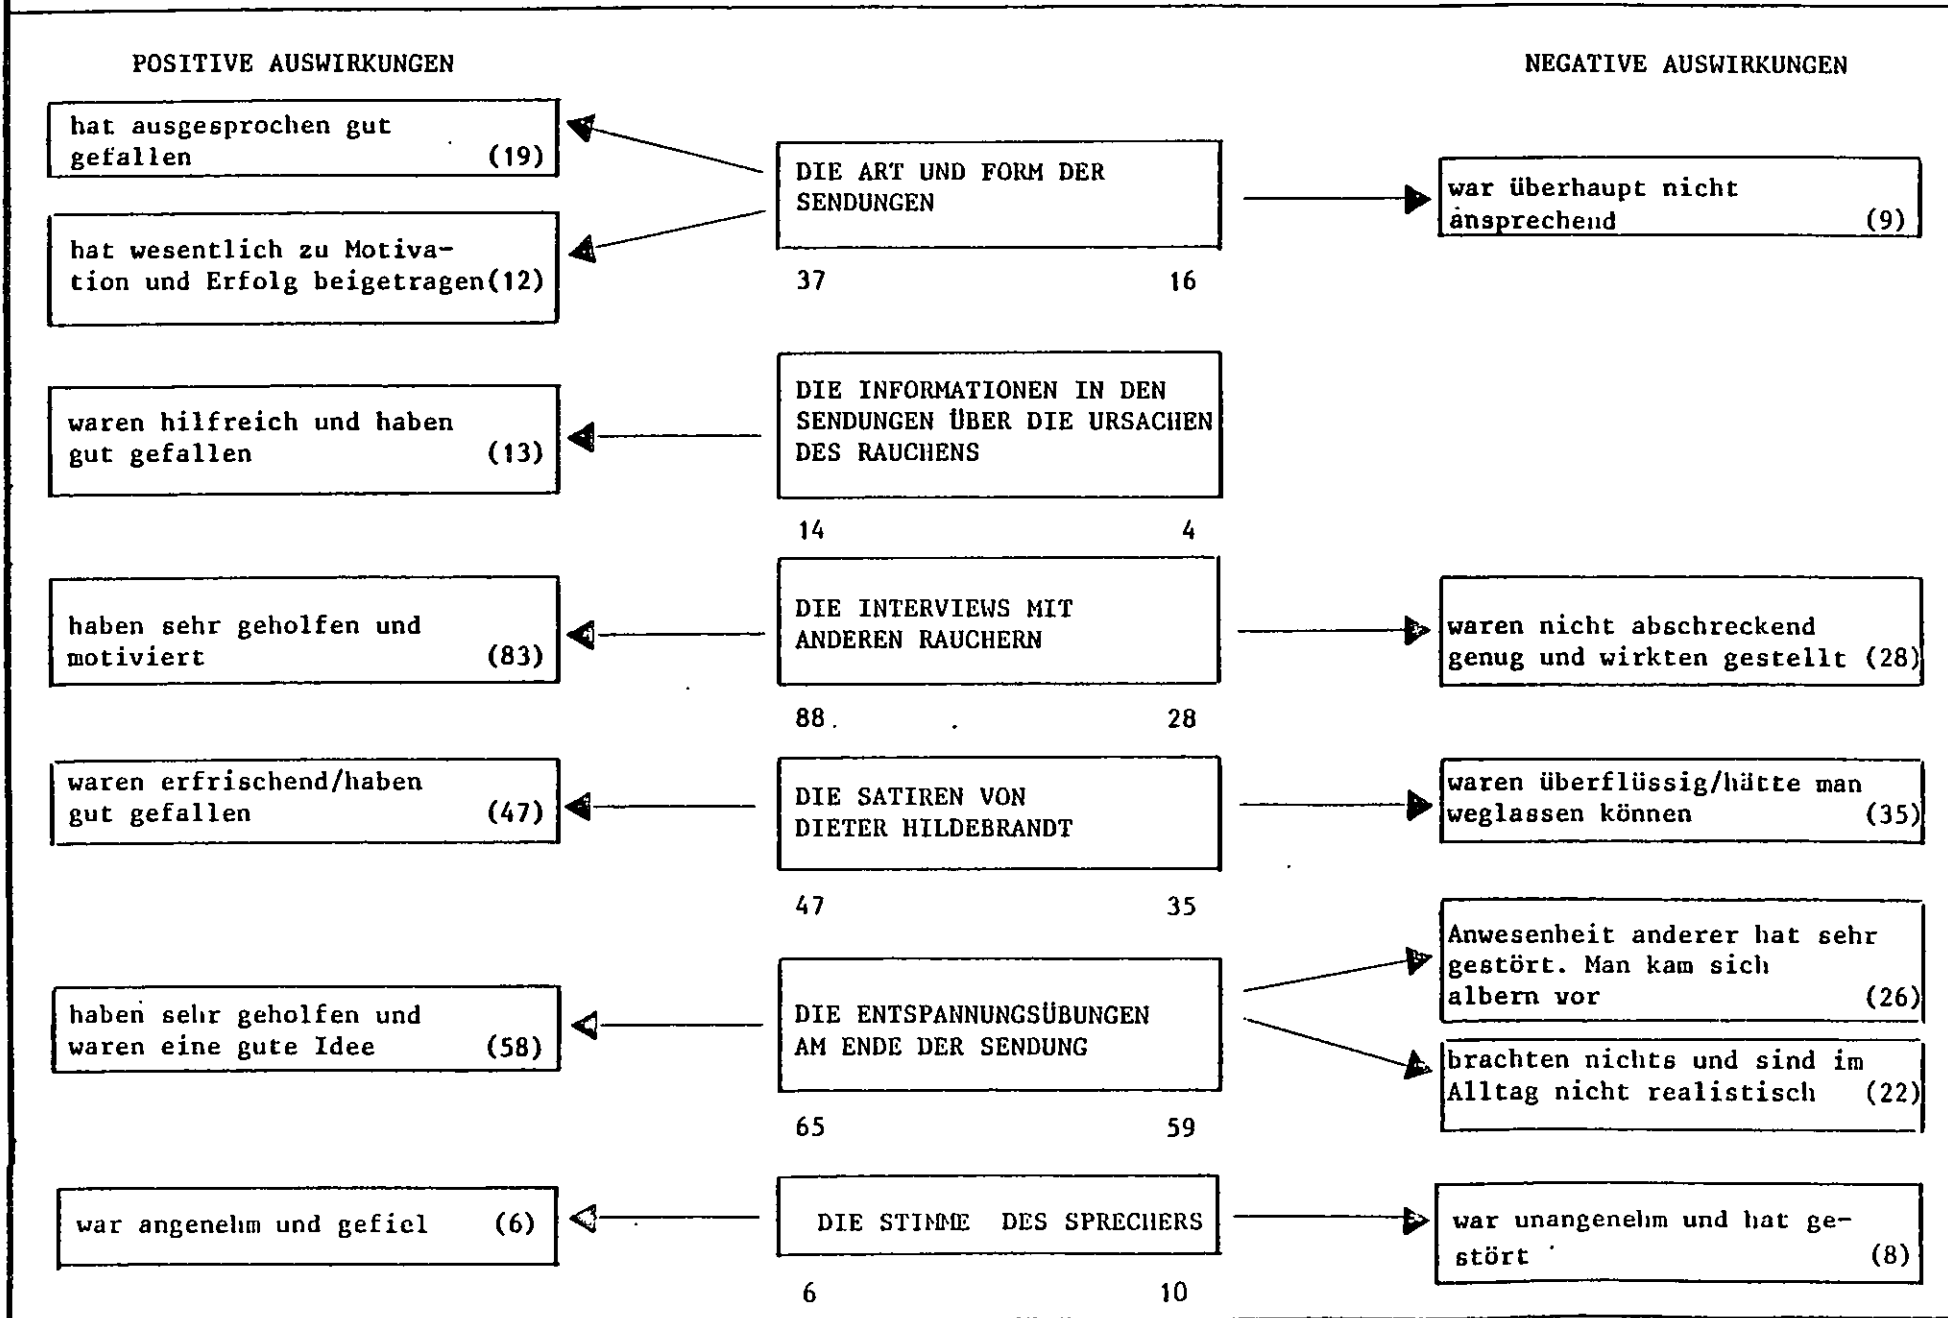 POSITIVE AUSWIRKUNGEN
NEGATIVE AUSWIRKUNGEN
hat ausgesprochen gut
gefallen (19)
hat wesentlich zu Motiva-
tion und Erfolg beigetragen(12)
DIE ART UND FORM DER
SENDUNGEN
37 16
war überhaupt nicht
ansprechend (9)
waren hilfreich und haben
gut gefallen (13)
DIE INFORMATIONEN IN DEN
SENDUNGEN ÜBER DIE URSACHEN
DES RAUCHENS
14 4
haben sehr geholfen und
motiviert (83)
DIE INTERVIEWS MIT
ANDEREN RAUCHERN
88 28
waren nicht abschreckend
genug und wirkten gestellt (28)
waren erfrischend/haben
gut gefallen (47)
DIE SATIREN VON
DIETER HILDEBRANDT
47 35
waren überflüssig/hätte man
weglassen können (35)
haben sehr geholfen und
waren eine gute Idee (58)
DIE ENTSPANNUNGSÜBUNGEN
AM ENDE DER SENDUNG
65 59
Anwesenheit anderer hat sehr
gestört. Man kam sich
albern vor (26)
brachten nichts und sind im
Alltag nicht realistisch (22)
war angenehm und gefiel (6)
DIE STIMME DES SPRECHERS
6 10
war unangenehm und hat ge-
stört (8)